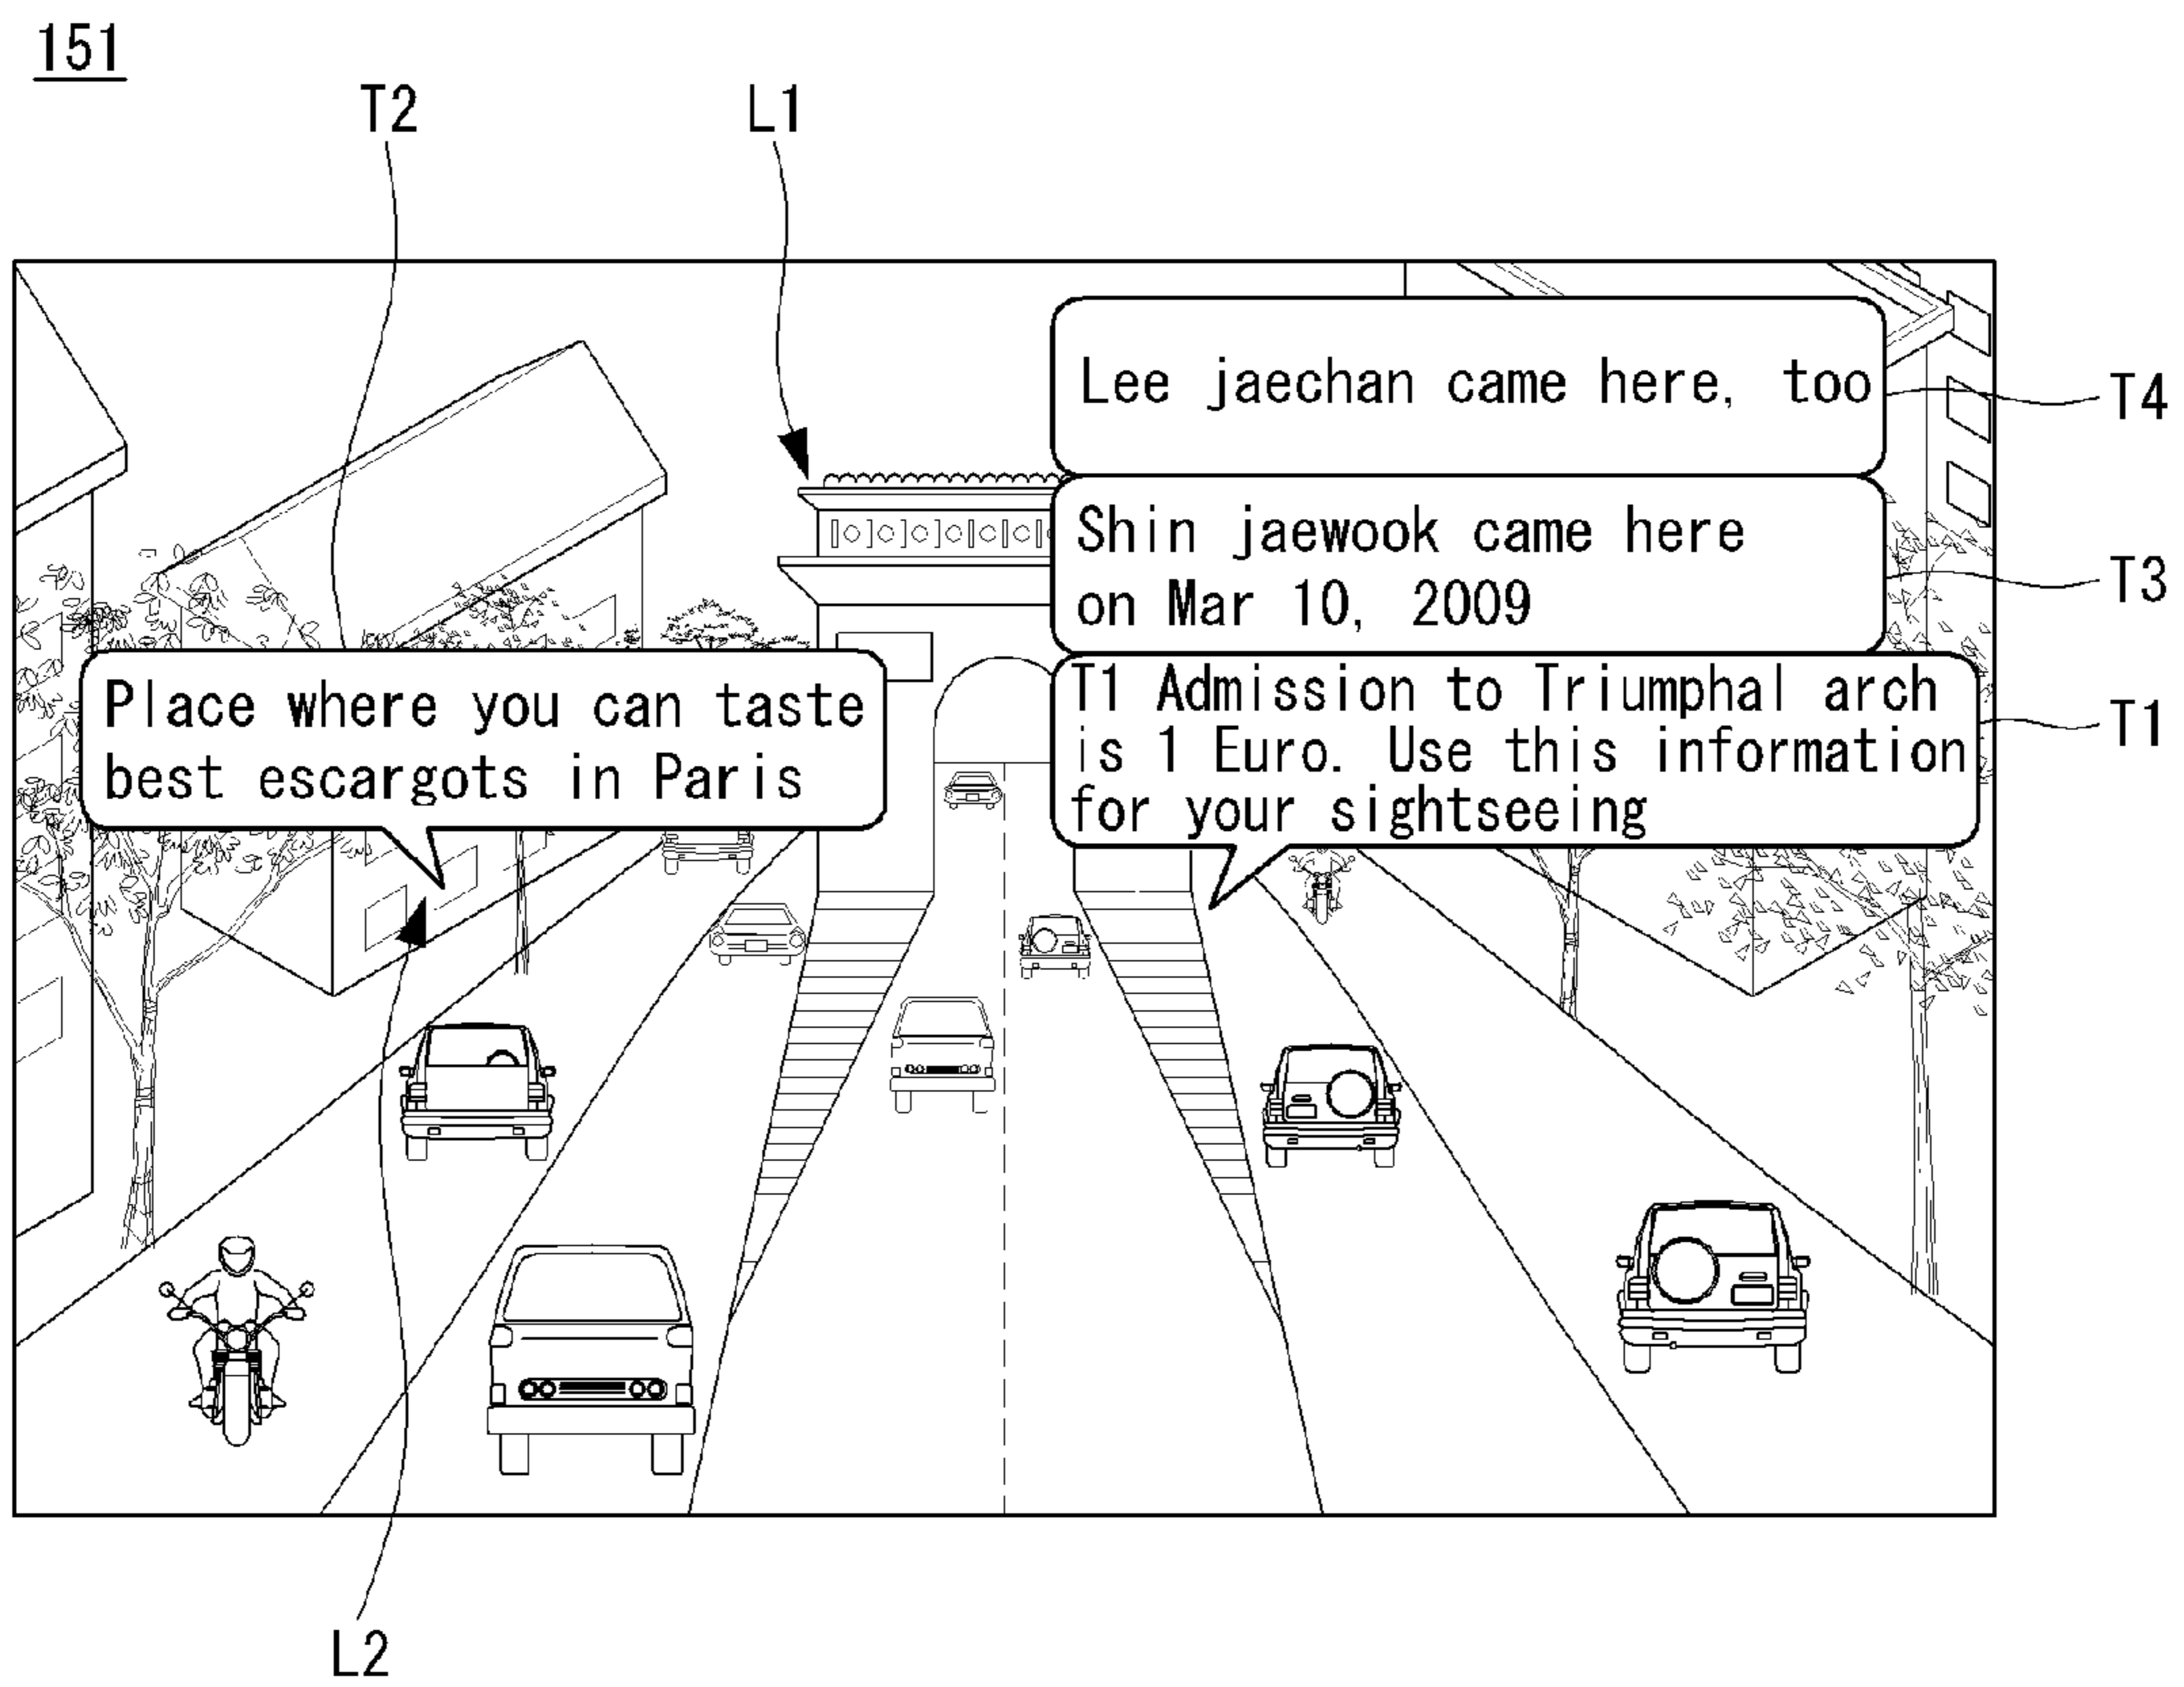 151
T2
L1
Lee jaechan came here, too
T4
Shin jaewook came here
on Mar 10, 2009
T3
Place where you can taste
best escargots in Paris
T1 Admission to Triumphal arch
is 1 Euro. Use this information
for your sightseeing
T1
L2